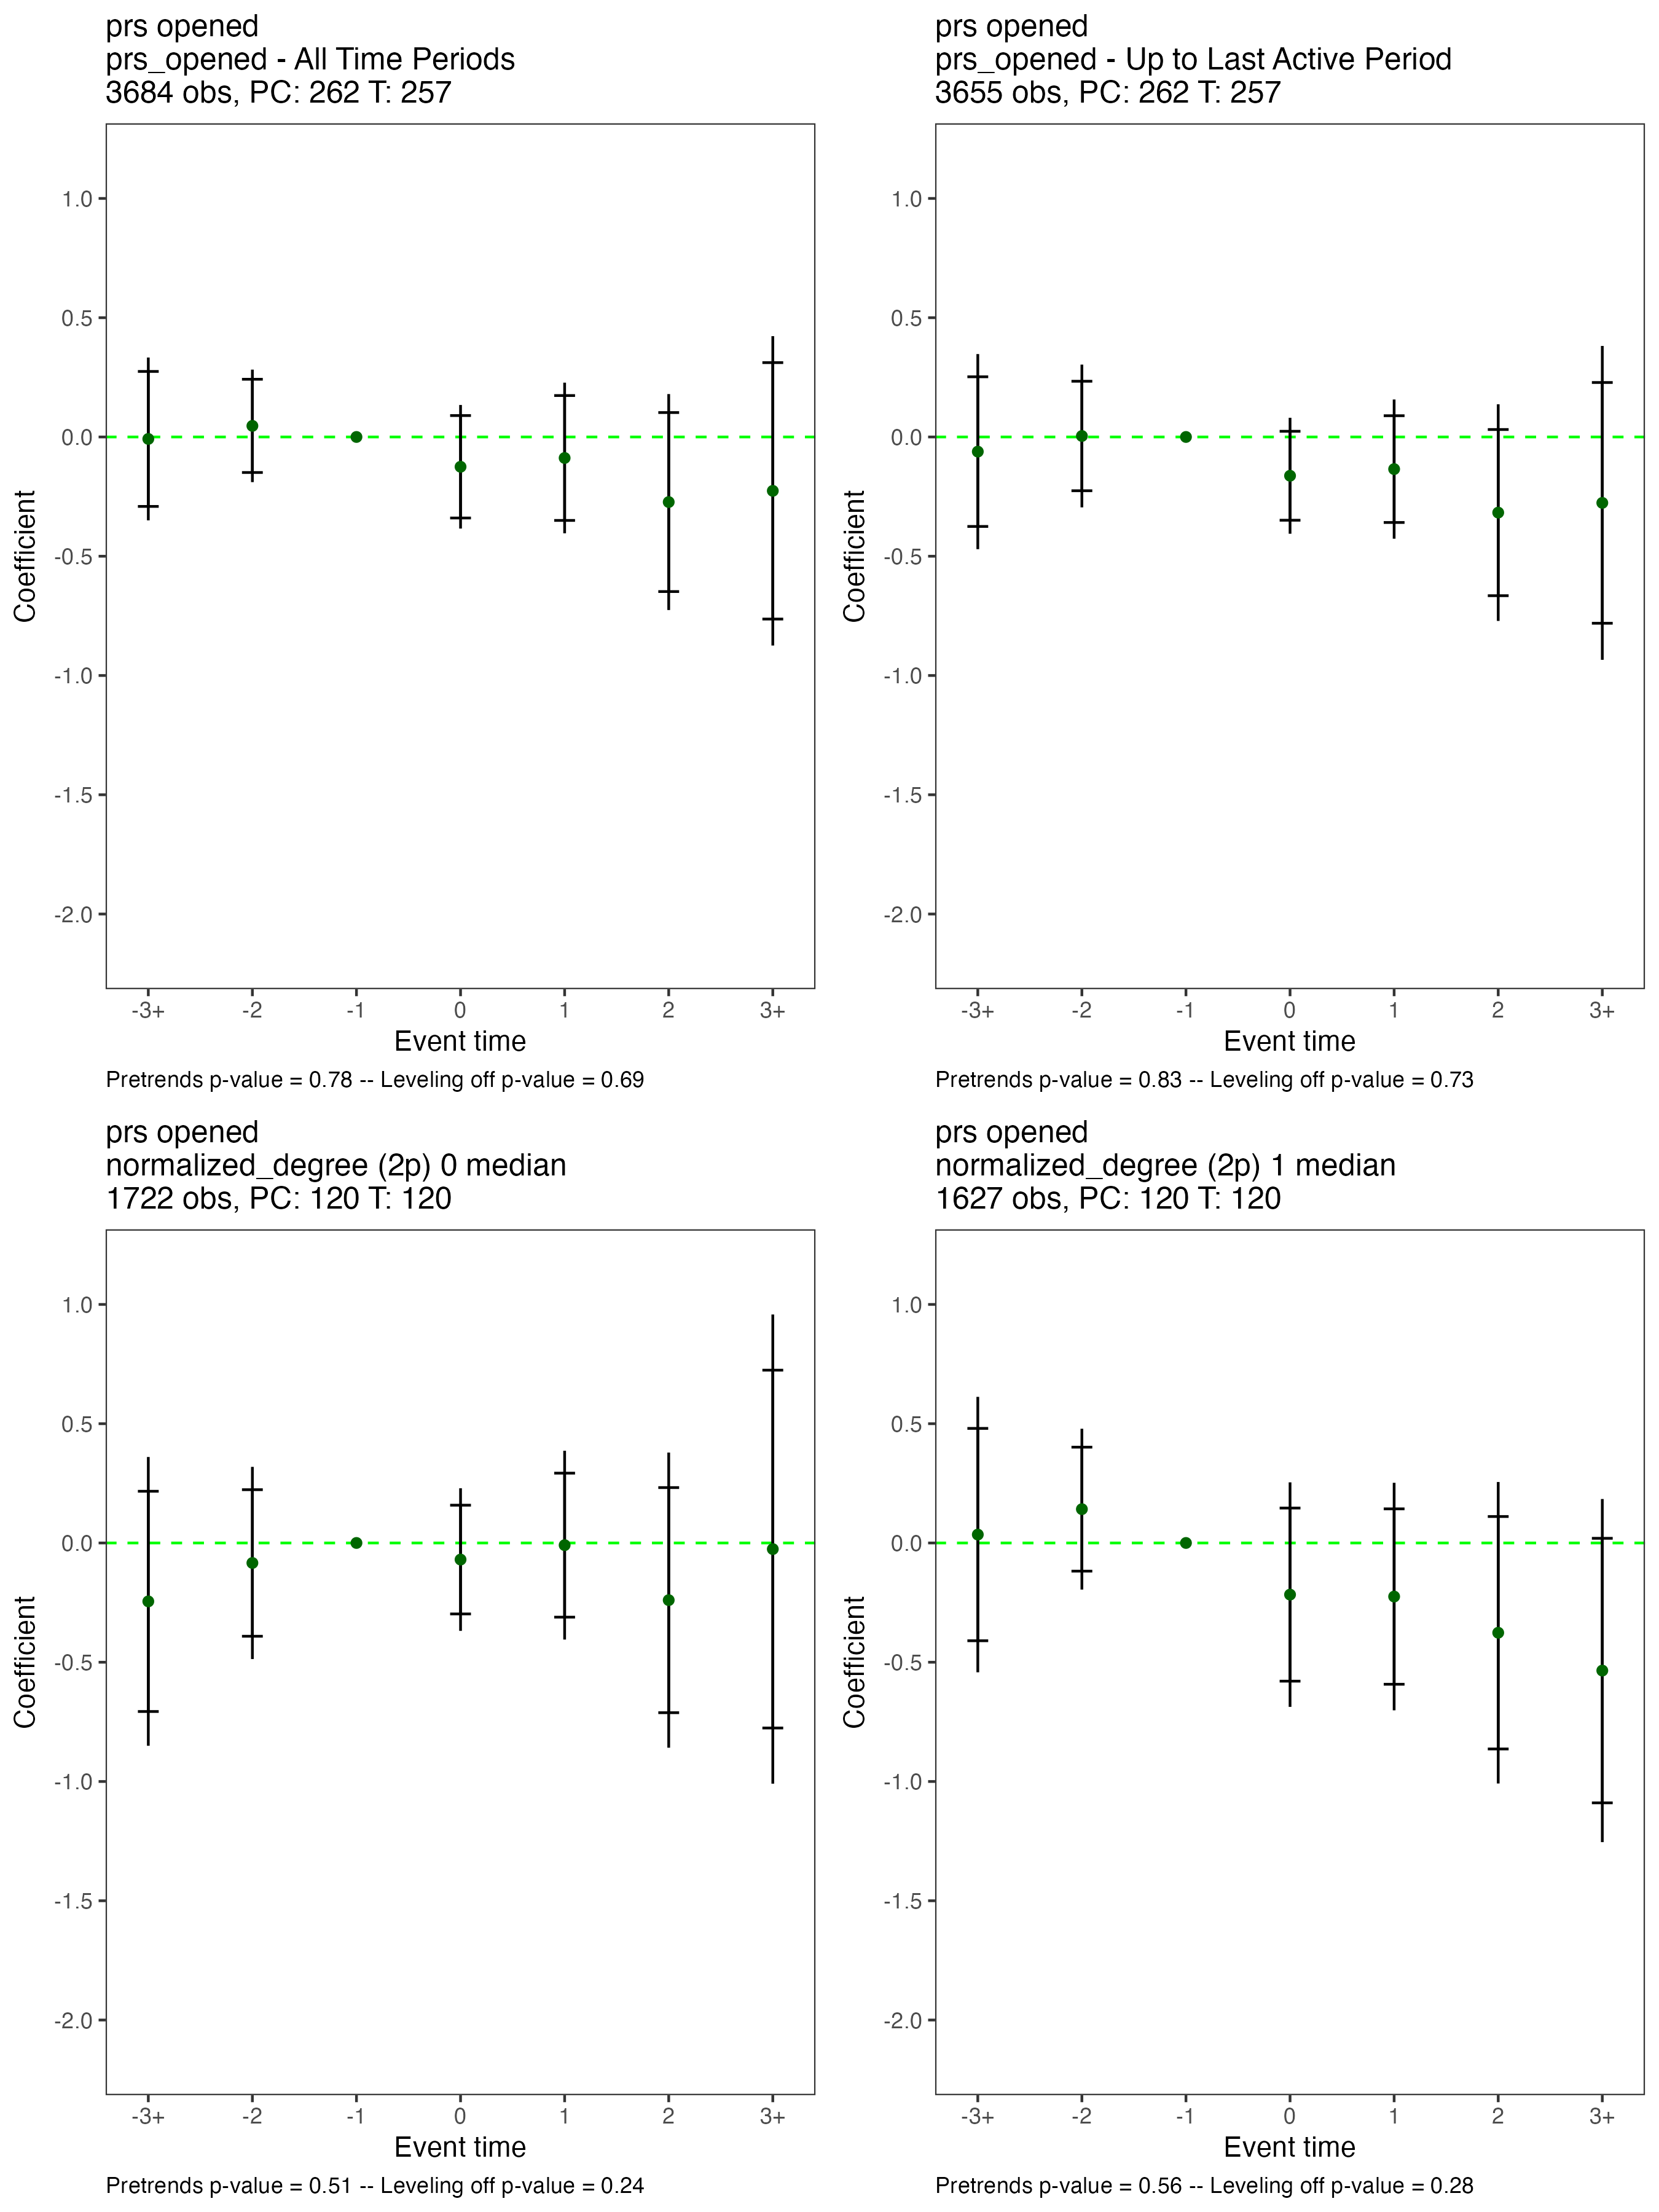 prs opened
prs_opened - All Time Periods
3684 obs, PC: 262 T: 257
1.0
0.5
0.0
-0.5
-1.0
-1.5
-2.0
Coefficient
-3+ -2 -1 0 1 2 3+
Event time
Pretrends p-value = 0.78 -- Leveling off p-value = 0.69
prs opened
prs_opened - Up to Last Active Period
3655 obs, PC: 262 T: 257
1.0
0.5
0.0
-0.5
-1.0
-1.5
-2.0
Coefficient
-3+ -2 -1 0 1 2 3+
Event time
Pretrends p-value = 0.83 -- Leveling off p-value = 0.73
prs opened
normalized_degree (2p) 0 median
1722 obs, PC: 120 T: 120
1.0
0.5
0.0
-0.5
-1.0
-1.5
-2.0
Coefficient
-3+ -2 -1 0 1 2 3+
Event time
Pretrends p-value = 0.51 -- Leveling off p-value = 0.24
prs opened
normalized_degree (2p) 1 median
1627 obs, PC: 120 T: 120
1.0
0.5
0.0
-0.5
-1.0
-1.5
-2.0
Coefficient
-3+ -2 -1 0 1 2 3+
Event time
Pretrends p-value = 0.56 -- Leveling off p-value = 0.28